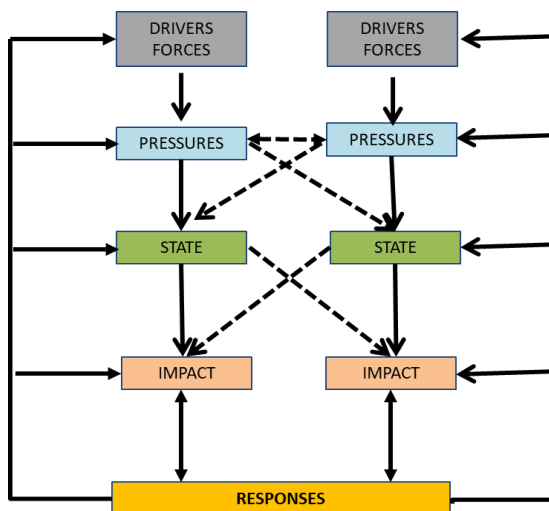 DRIVERS
FORCES
DRIVERS
FORCES
PRESSURES
PRESSURES
STATE
STATE
IMPACT
IMPACT
RESPONSES